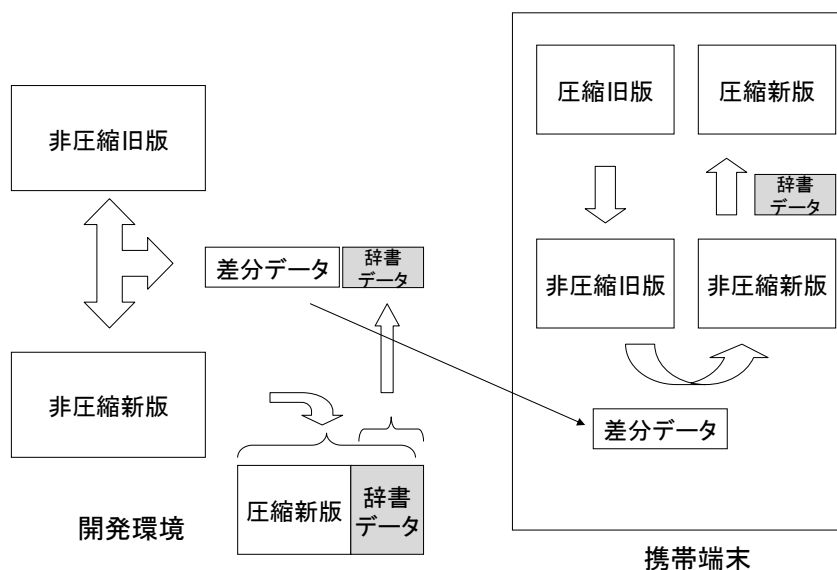 非圧縮旧版
差分データ
辞書
データ
非圧縮新版
圧縮新版
辞書
データ
開発環境
圧縮旧版
圧縮新版
辞書
データ
非圧縮旧版
非圧縮新版
差分データ
携帯端末